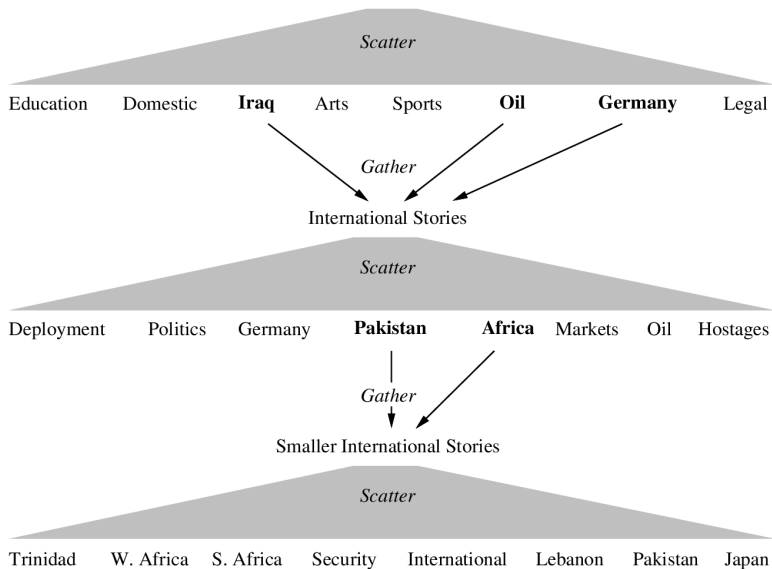 Scatter
Education Domestic Iraq Arts Sports Oil Germany Legal
Gather
International Stories
Scatter
Deployment Politics Germany Pakistan Africa Markets Oil Hostages
Gather
Smaller International Stories
Scatter
Trinidad W. Africa S. Africa Security International Lebanon Pakistan Japan